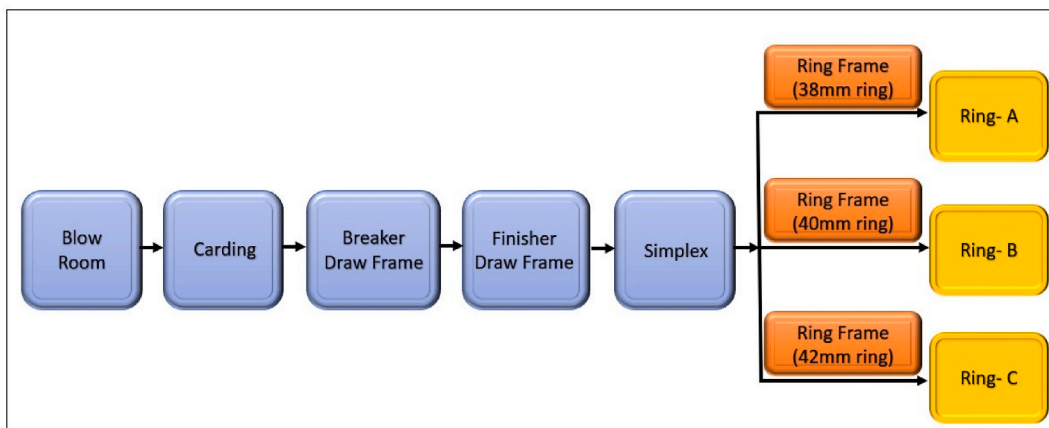 Blow
Room
Carding
Breaker
Draw Frame
Finisher
Draw Frame
Simplex
Ring Frame
(38mm ring)
Ring- A
Ring Frame
(40mm ring)
Ring- B
Ring Frame
(42mm ring)
Ring- C